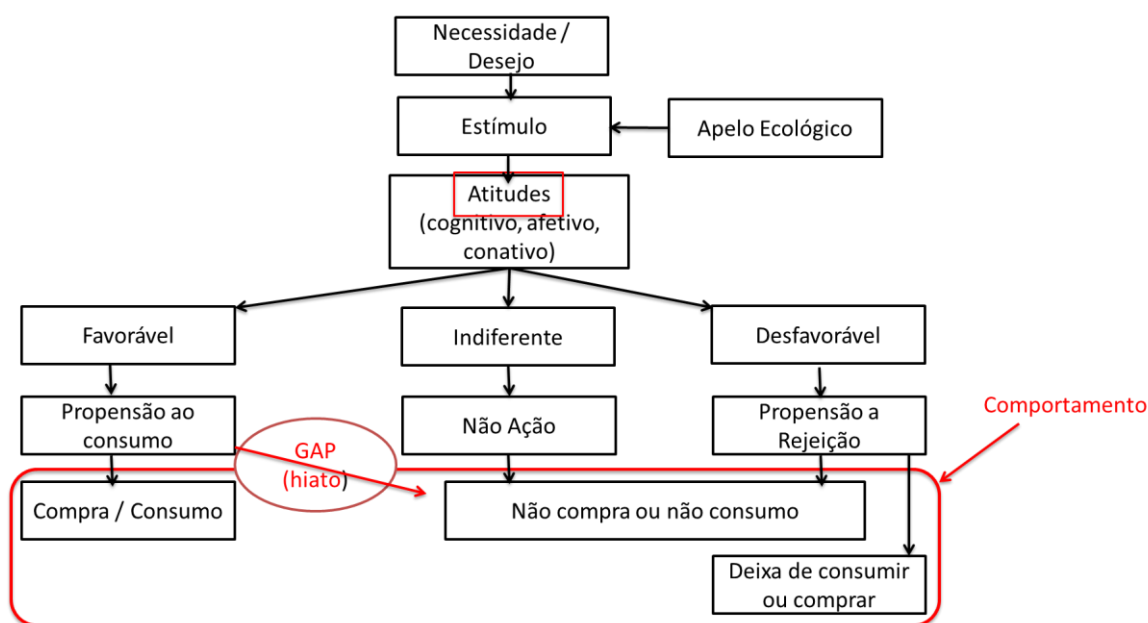 Necessidade /
Desejo
Estímulo
Apelo Ecológico
Atitudes
(cognitivo, afetivo,
conativo)
Favorável
Indiferente
Desfavorável
Propensão ao
consumo
Não Ação
Propensão a
Rejeição
Comportamento
GAP
(hiato)
Compra / Consumo
Não compra ou não consumo
Deixa de consumir
ou comprar